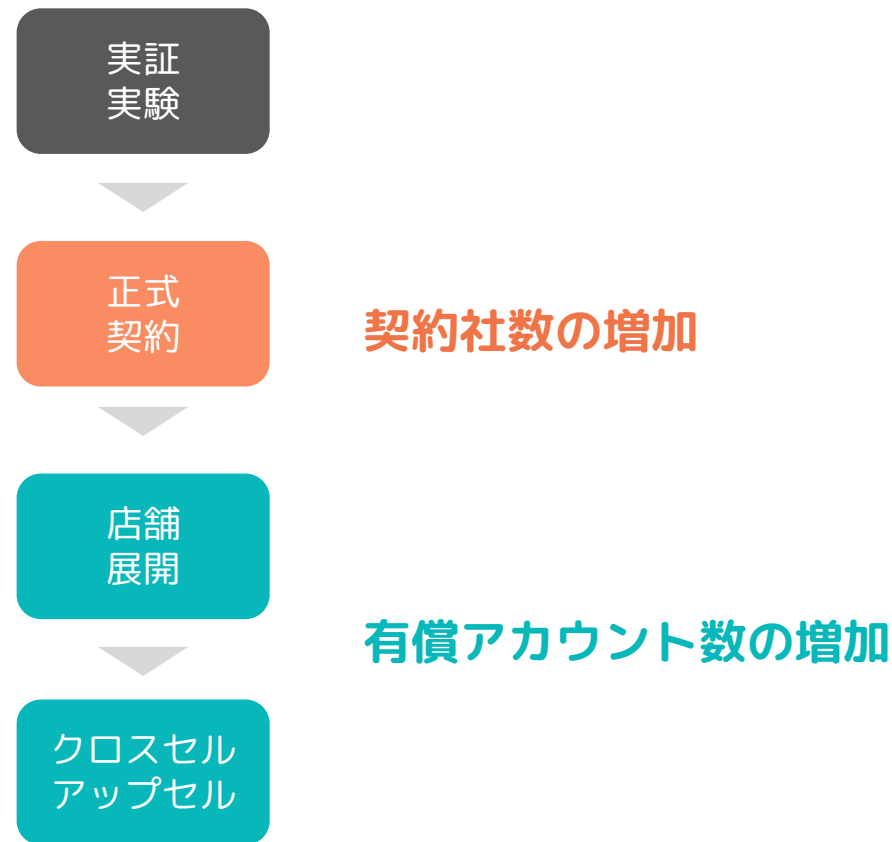 実証
実験
正式
契約
契約社数の増加
店舗
展開
有償アカウント数の増加
クロスセル
アップセル